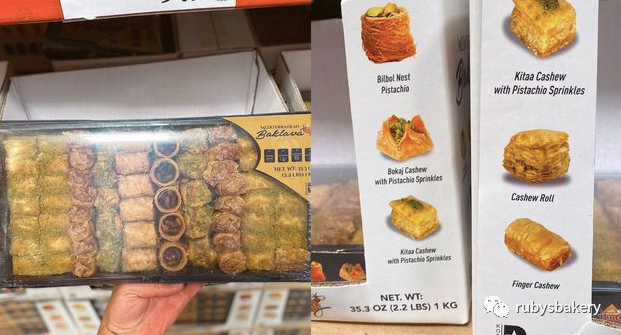 MEDITERRANEAN
Baklava
NET WT. 35.3
(2.2 LBS) 1
Bilbol Nest
Pistachio
Bokaj Cashew
with Pistachio Sprinkles
Kitaa Cashew
with Pistachio Sprinkles
NET. WT:
35.3 OZ (2.2 LBS) 1 KG
Kitaa Cashew
with Pistachio Sprinkles
Cashew Roll
Finger Cashew
rubysbakery